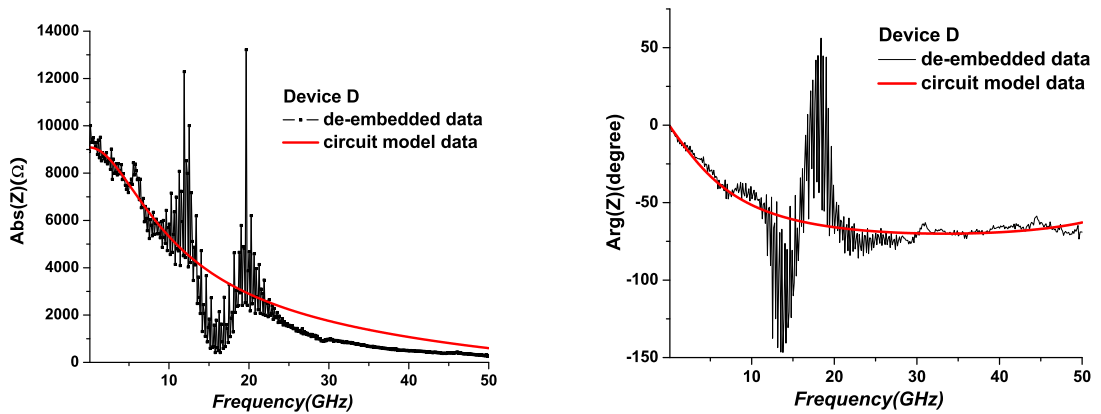 14000
12000
10000
8000
6000
4000
2000
0
Abs(Z)(Ω)
Device D
de-embedded data
circuit model data
10
20
30
40
50
Frequency(GHz)
50
0
-50
-100
-150
Arg(Z)(degree)
Device D
de-embedded data
circuit model data
10
20
30
40
50
Frequency(GHz)